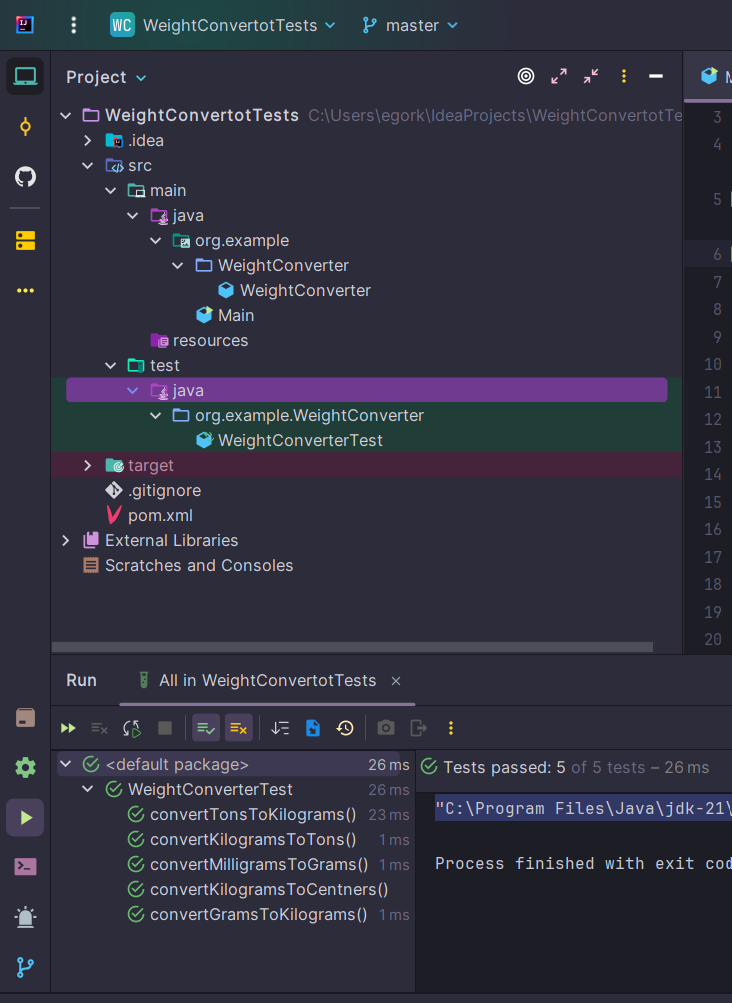 WC WeightConvertotTests master
Project
WeightConvertotTests C:\Users\egork\IdeaProjects\WeightConvertotTe
.idea
src
main
java
org.example
WeightConverter
WeightConverter
Main
resources
test
java
org.example.WeightConverter
WeightConverterTest
target
.gitignore
pom.xml
External Libraries
Scratches and Consoles
3
4
5
6
7
8
9
10
11
12
13
14
15
16
17
18
19
20
Run All in WeightConvertotTests
<default package> 26 ms
WeightConverterTest 26 ms
convertTonsToKilograms() 23 ms
convertKilogramsToTons() 1 ms
convertMilligramsToGrams() 1 ms
convertKilogramsToCentners()
convertGramsToKilograms() 1 ms
Tests passed: 5 of 5 tests – 26 ms
"C:\Program Files\Java\jdk-21\
Process finished with exit cod